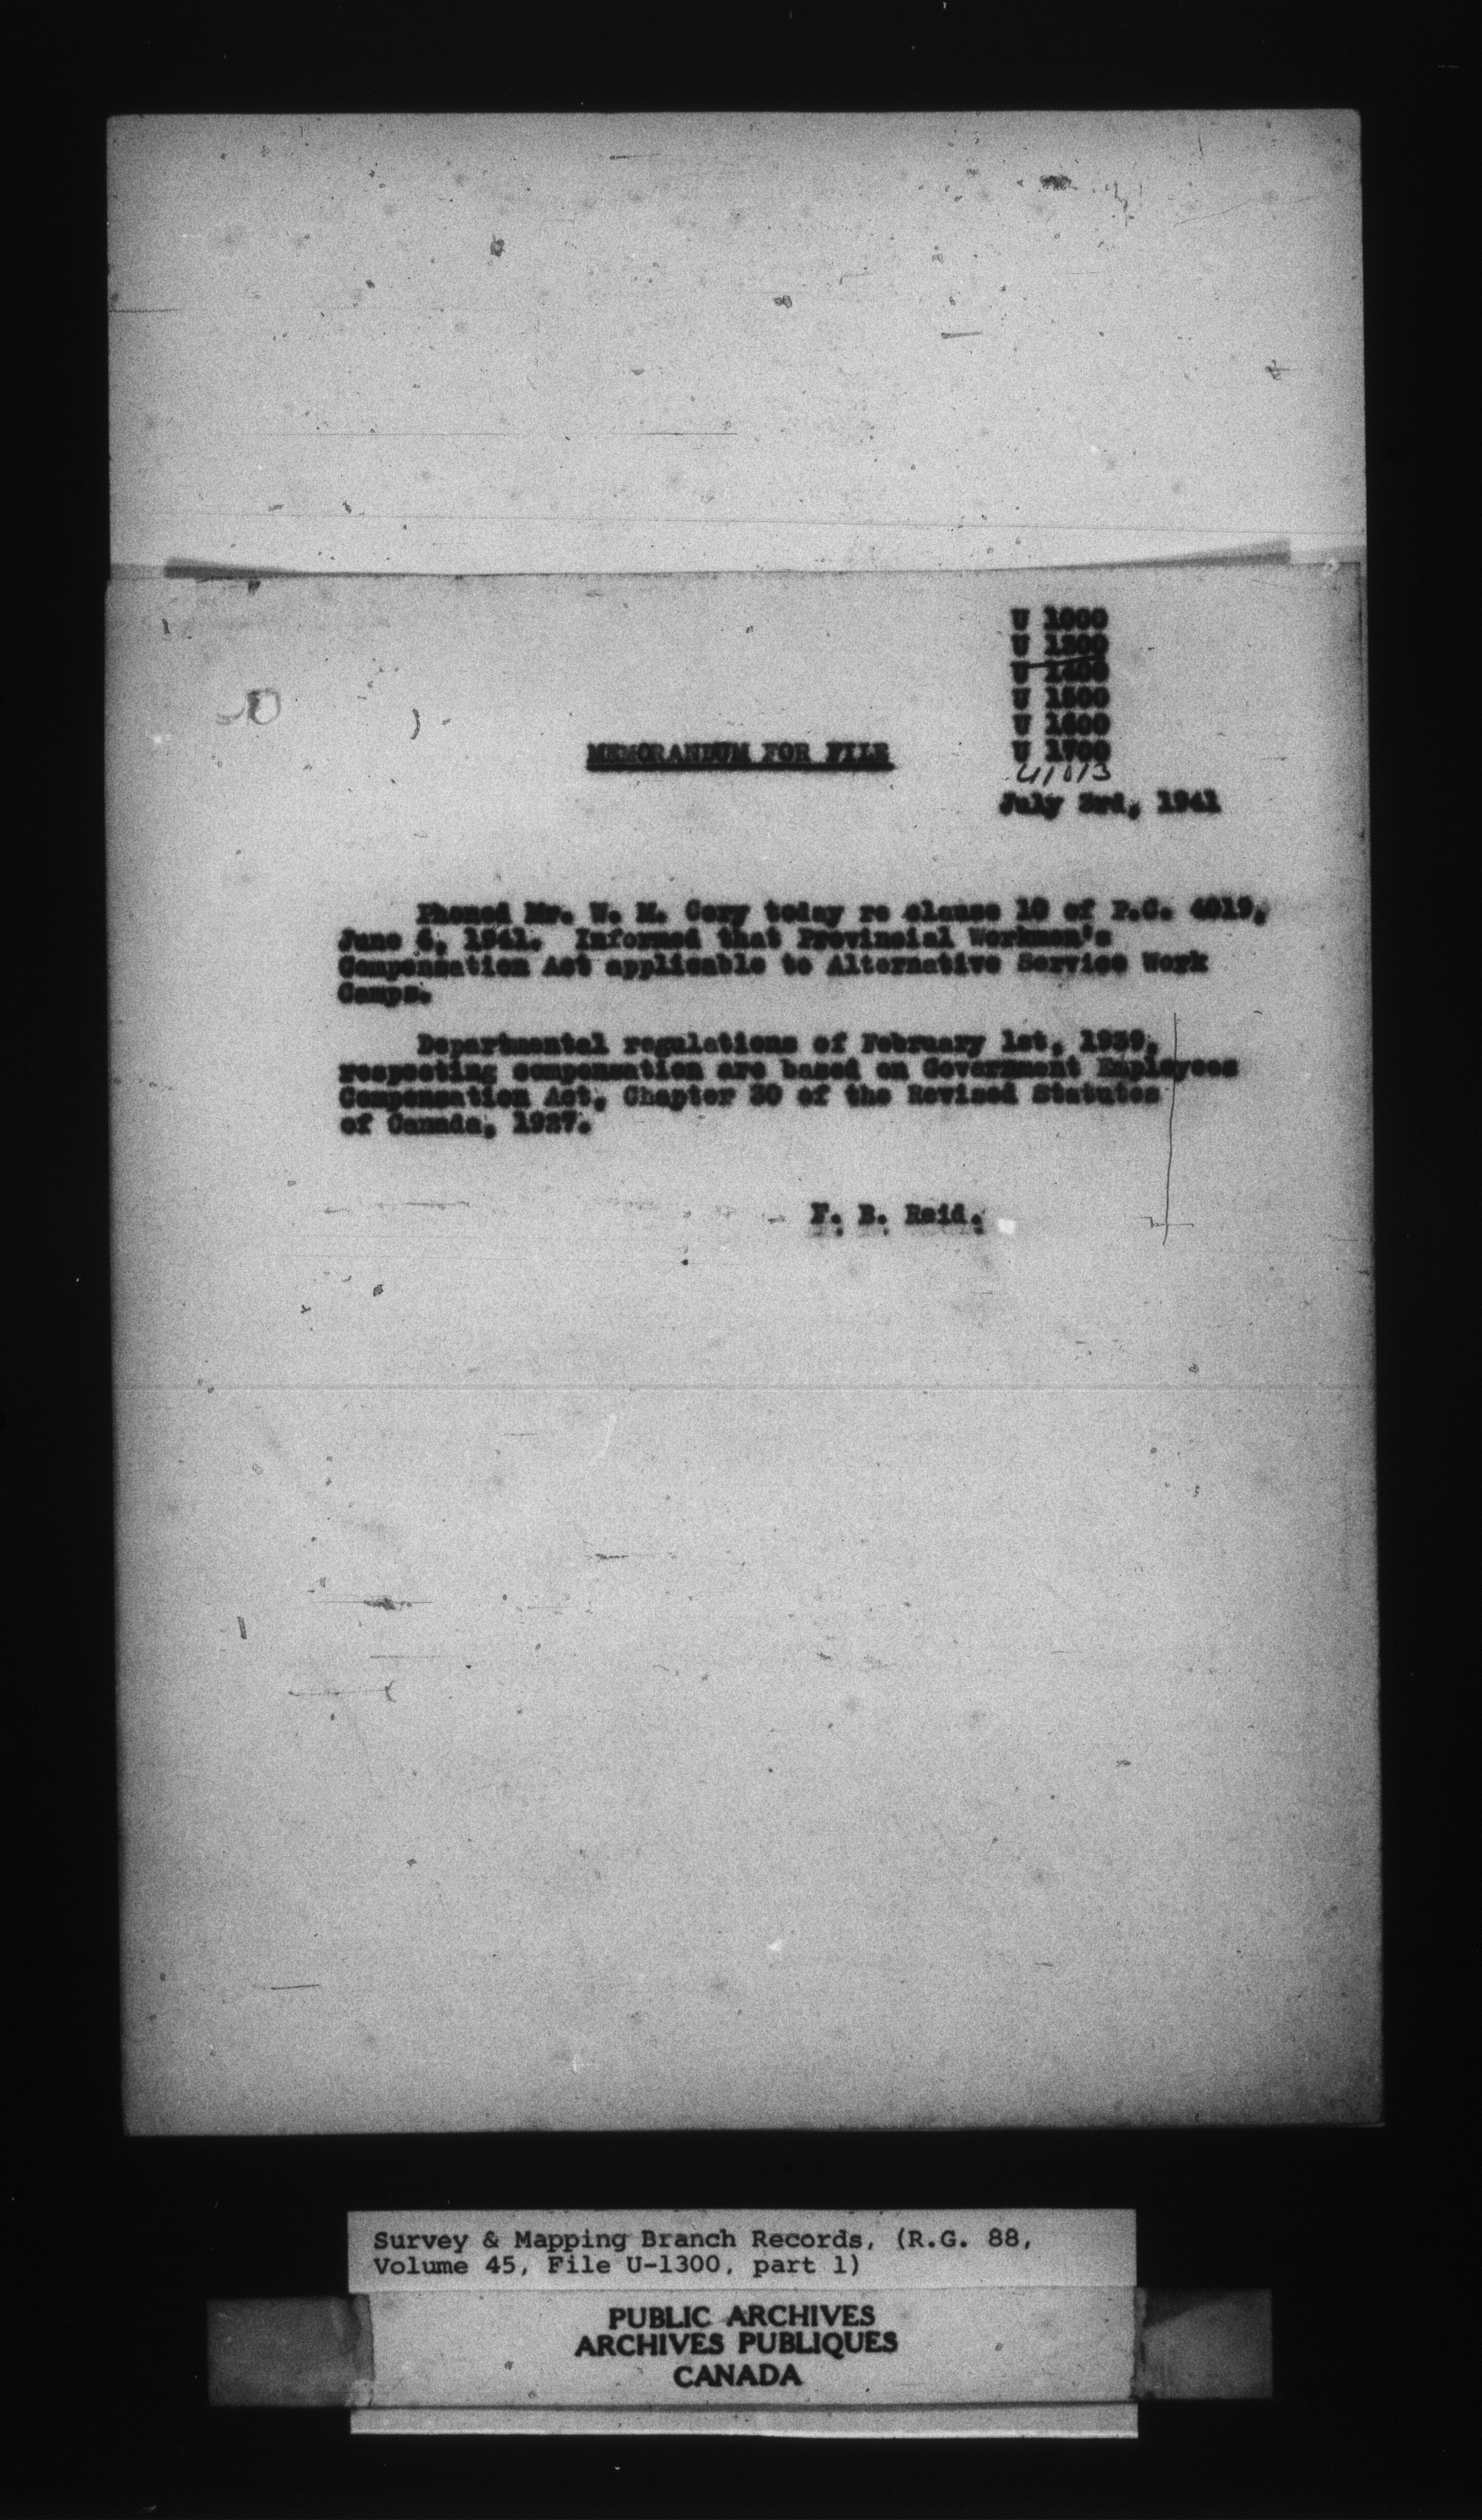 U 1000
U 1300
U 1400
U 1500
U 1600
U 1700
MEMORANDUM FOR FILE
July 3rd, 1941
Phoned Mr. W. M. Cory today re clause 10 of P.C. 4019,
June 6, 1941. Informed that Provincial Workmen's
Compensation Act applicable to Alternative Service Work
Camps.
Departmental regulations of February 1st, 1939,
respecting compensation are based on Government Employees
Compensation Act, Chapter 30 of the Revised Statutes
of Canada, 1927.
F. B. Reid.
Survey & Mapping Branch Records, (R.G. 88,
Volume 45, File U-1300, part 1)
PUBLIC ARCHIVES
ARCHIVES PUBLIQUES
CANADA